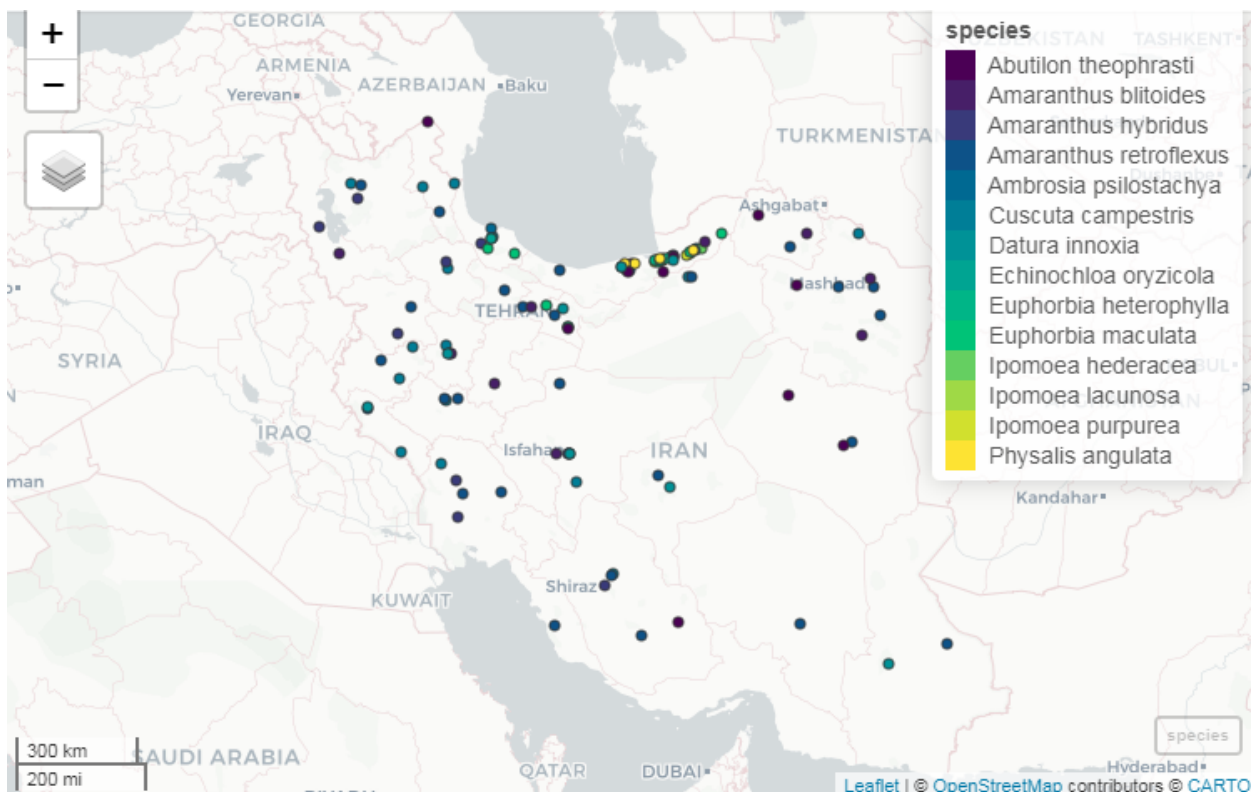 +
−
GEORGIA
ARMENIA
Yerevan
AZERBAIJAN
Baku
species
UZBEKISTAN
TASHKENT
Abutilon theophrasti
Amaranthus blitoides
Amaranthus hybridus
Amaranthus retroflexus
Ambrosia psilostachya
Cuscuta campestris
Datura innoxia
Echinochloa oryzicola
Euphorbia heterophylla
Euphorbia maculata
Ipomoea hederacea
Ipomoea lacunosa
Ipomoea purpurea
Physalis angulata
TURKMENISTAN
Dushanbe
Ashgabat
Mashhad
TEHRAN
SYRIA
IRAQ
Isfahan
IRAN
man
Kandahar
Shiraz
KUWAIT
300 km
200 mi
SAUDI ARABIA
QATAR
DUBAI
species
Hyderabad
Leaflet | © OpenStreetMap contributors © CARTO